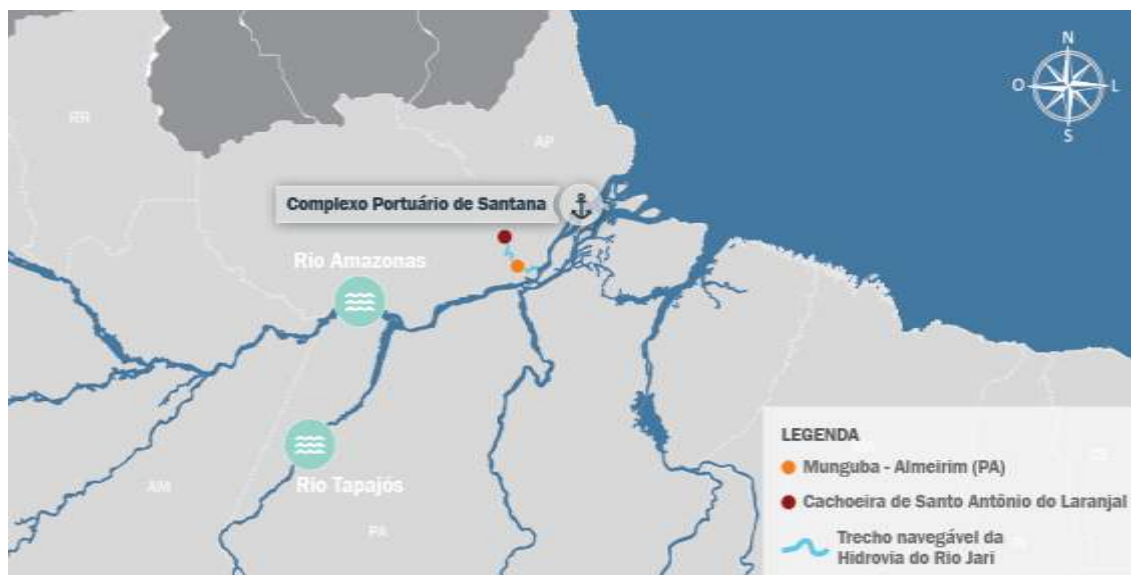 N
O
L
S
RR
AP
Complexo Portuário de Santana
Rio Amazonas
Rio Tapajós
AM
PA
LEGENDA
Munguba - Almeirim (PA)
Cachoeira de Santo Antônio do Laranjal
Trecho navegável da
Hidrovia do Rio Jari